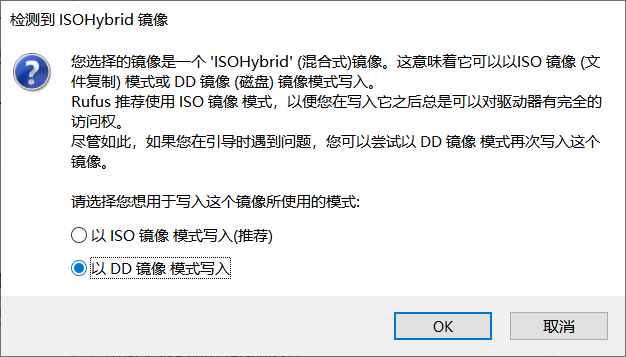 检测到 ISOHybrid 镜像
您选择的镜像是一个 'ISOHybrid' (混合式)镜像。这意味着它可以以ISO 镜像 (文
件复制) 模式或 DD 镜像 (磁盘) 镜像模式写入。
Rufus 推荐使用 ISO 镜像 模式，以便您在写入它之后总是可以对驱动器有完全的
访问权。
尽管如此，如果您在引导时遇到问题，您可以尝试以 DD 镜像 模式再次写入这个
镜像。
请选择您想用于写入这个镜像所使用的模式:
以 ISO 镜像 模式写入(推荐)
以 DD 镜像 模式写入
OK
取消